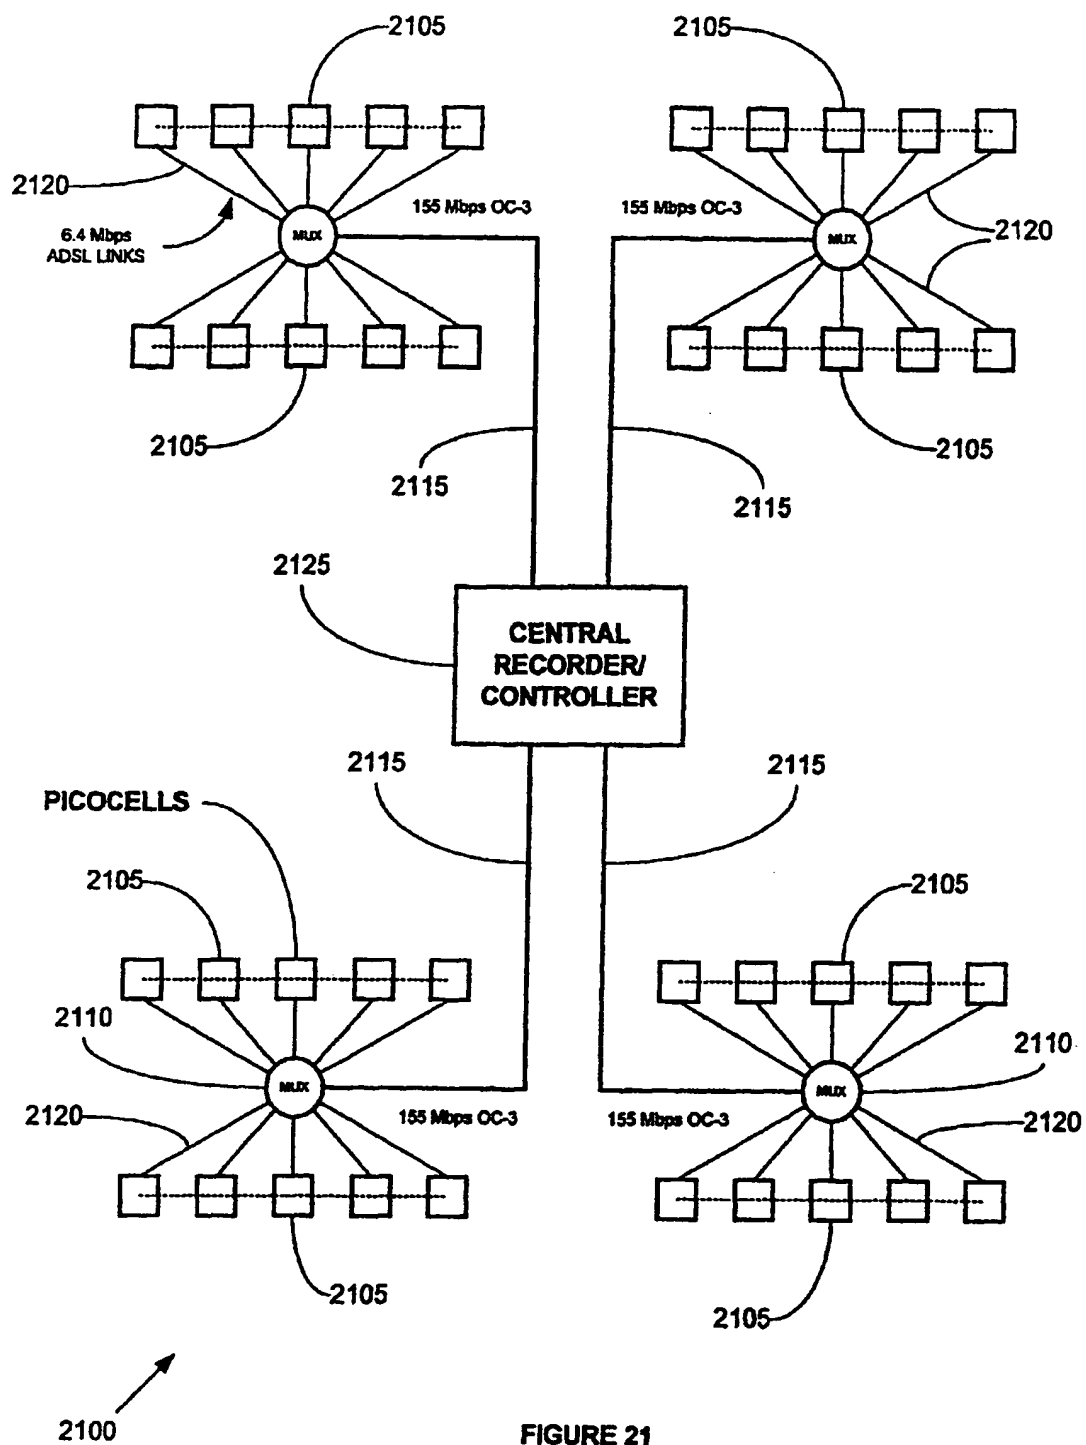 2105
2105
2120
155 Mbps OC-3
155 Mbps OC-3
6.4 Mbps
ADSL LINKS
MUX
MUX
2120
2105
2105
2115
2115
2125
CENTRAL
RECORDER/
CONTROLLER
2115
2115
PICOCELLS
2105
2105
2110
2110
MUX
MUX
2120
155 Mbps OC-3
155 Mbps OC-3
2120
2105
2105
2100
FIGURE 21